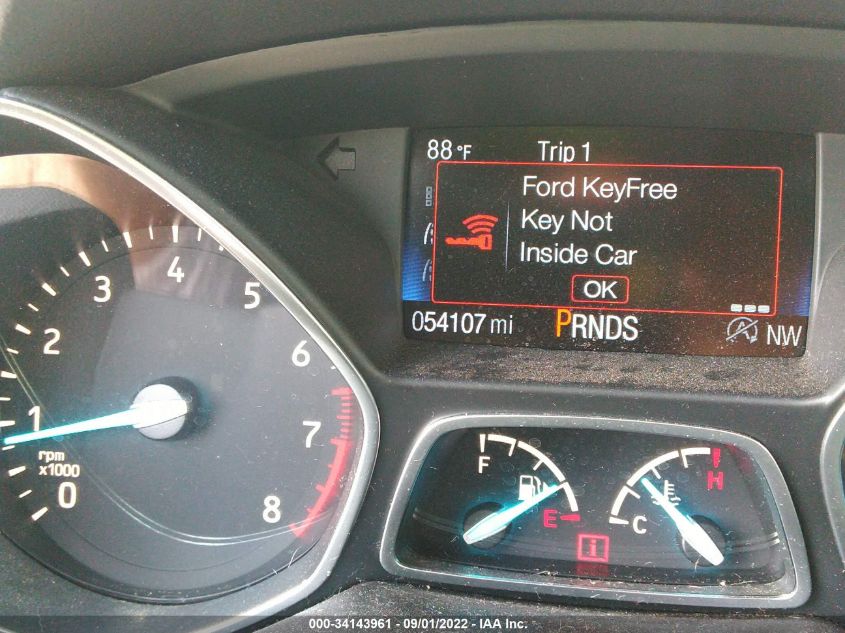 88 °F Trip 1
Ford KeyFree
Key Not
Inside Car
OK
054107 mi PRNDS NW
0 1 2 3 4 5 6 7 8
rpm
x1000
F E
C H
i
000-34143961 - 09/01/2022 - IAA Inc.